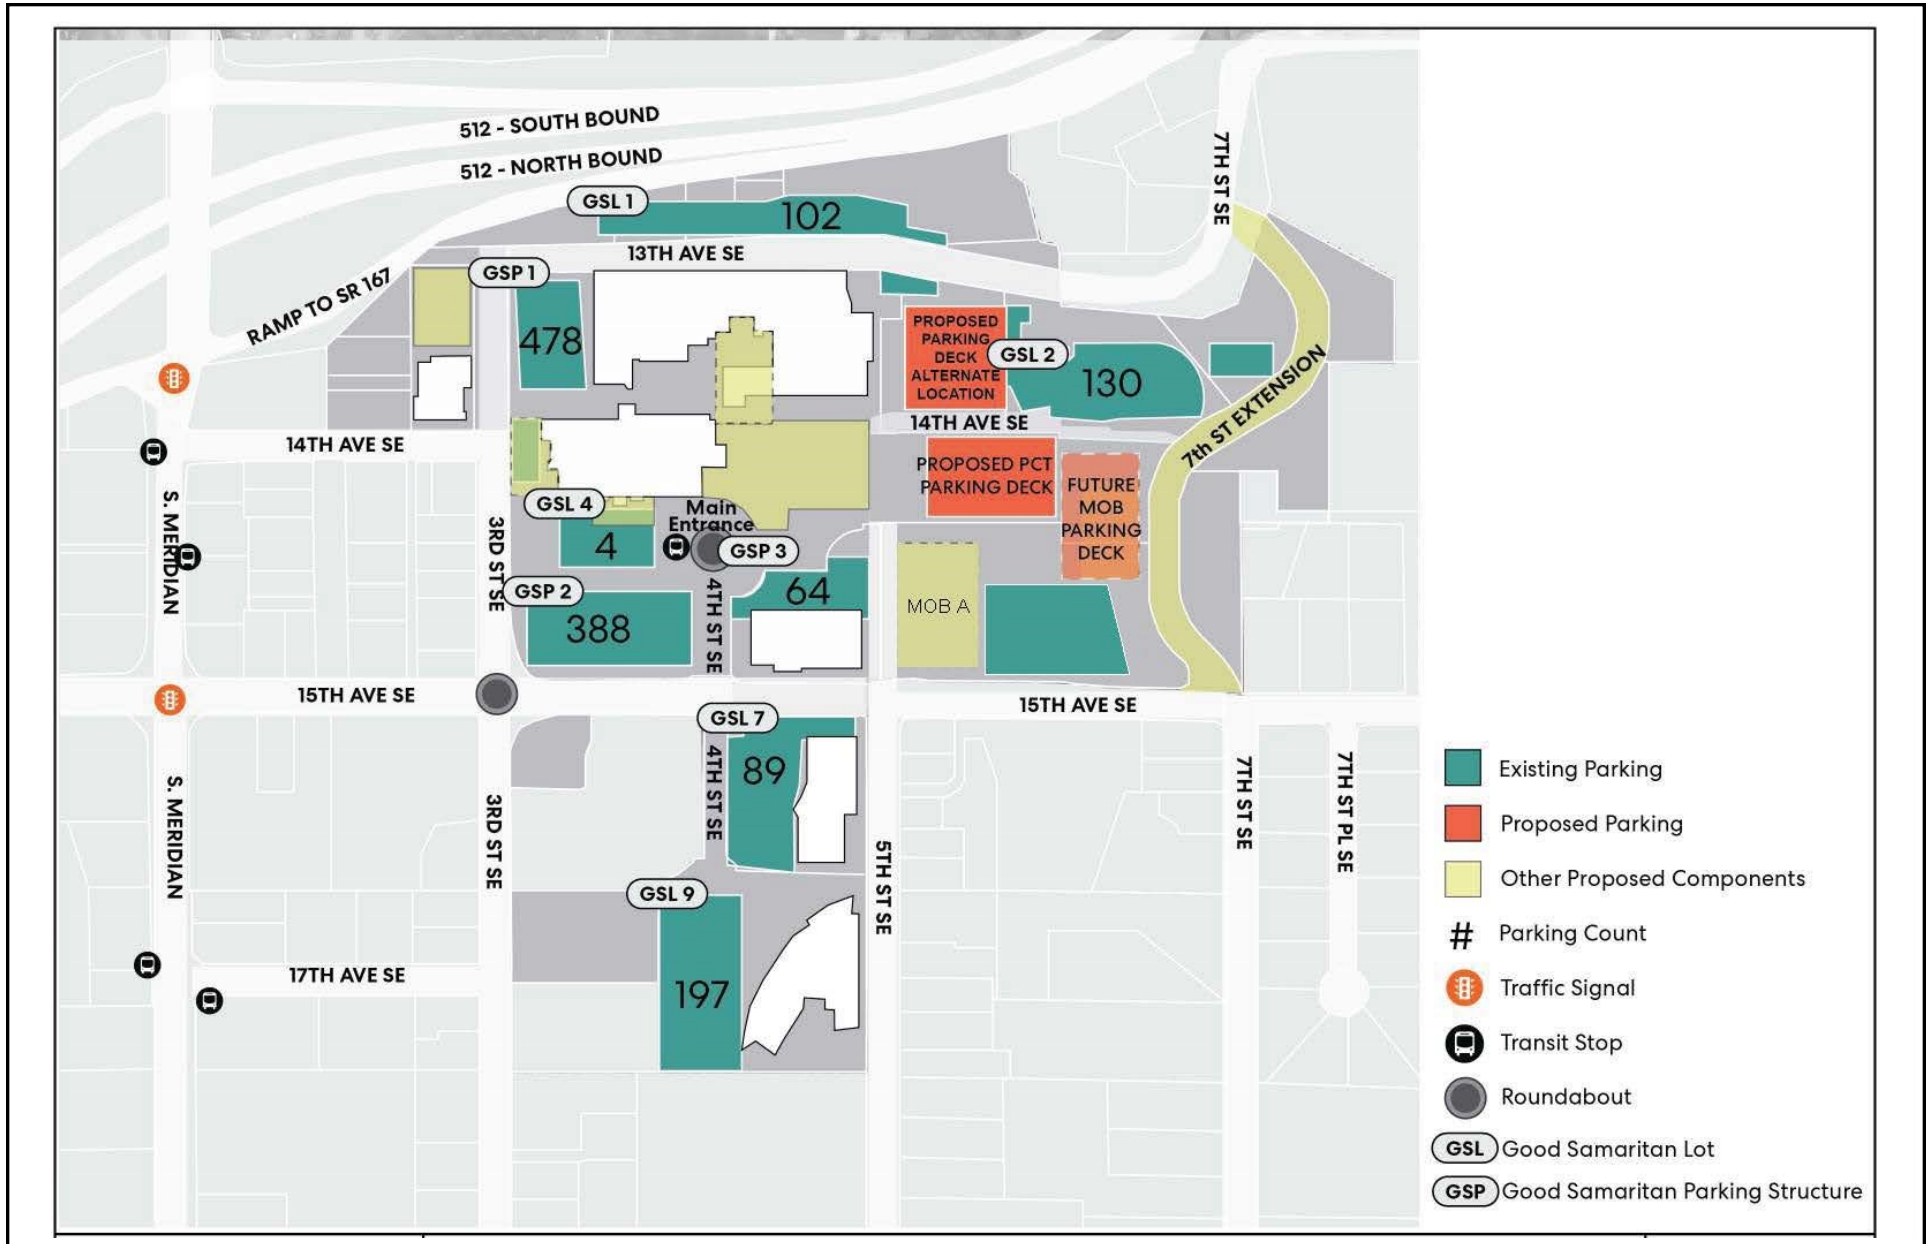 512 - SOUTH BOUND
512 - NORTH BOUND
7TH ST SE
GSL 1
102
13TH AVE SE
GSP 1
RAMP TO SR 167
478
PROPOSED
PARKING
DECK
ALTERNATE
LOCATION
GSL 2
130
7th ST EXTENSION
14TH AVE SE
14TH AVE SE
PROPOSED PCT
PARKING DECK
FUTURE
MOB
PARKING
DECK
GSL 4
Main
Entrance
4
GSP 3
S. MERIDIAN
3RD ST SE
GSP 2
388
4TH ST SE
64
MOB A
15TH AVE SE
15TH AVE SE
GSL 7
89
4TH ST SE
S. MERIDIAN
3RD ST SE
5TH ST SE
7TH ST SE
7TH ST PL SE
GSL 9
197
17TH AVE SE
Existing Parking
Proposed Parking
Other Proposed Components
# Parking Count
Traffic Signal
Transit Stop
Roundabout
GSL Good Samaritan Lot
GSP Good Samaritan Parking Structure